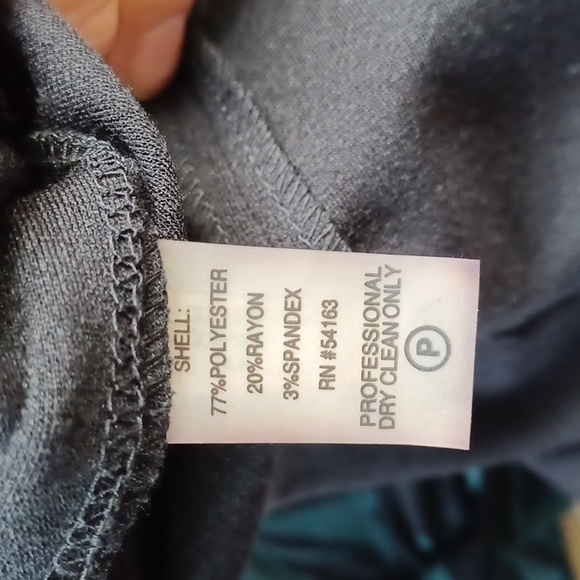 SHELL:
77%POLYESTER
20%RAYON
3%SPANDEX
RN #54163
PROFESSIONAL
DRY CLEAN ONLY
P